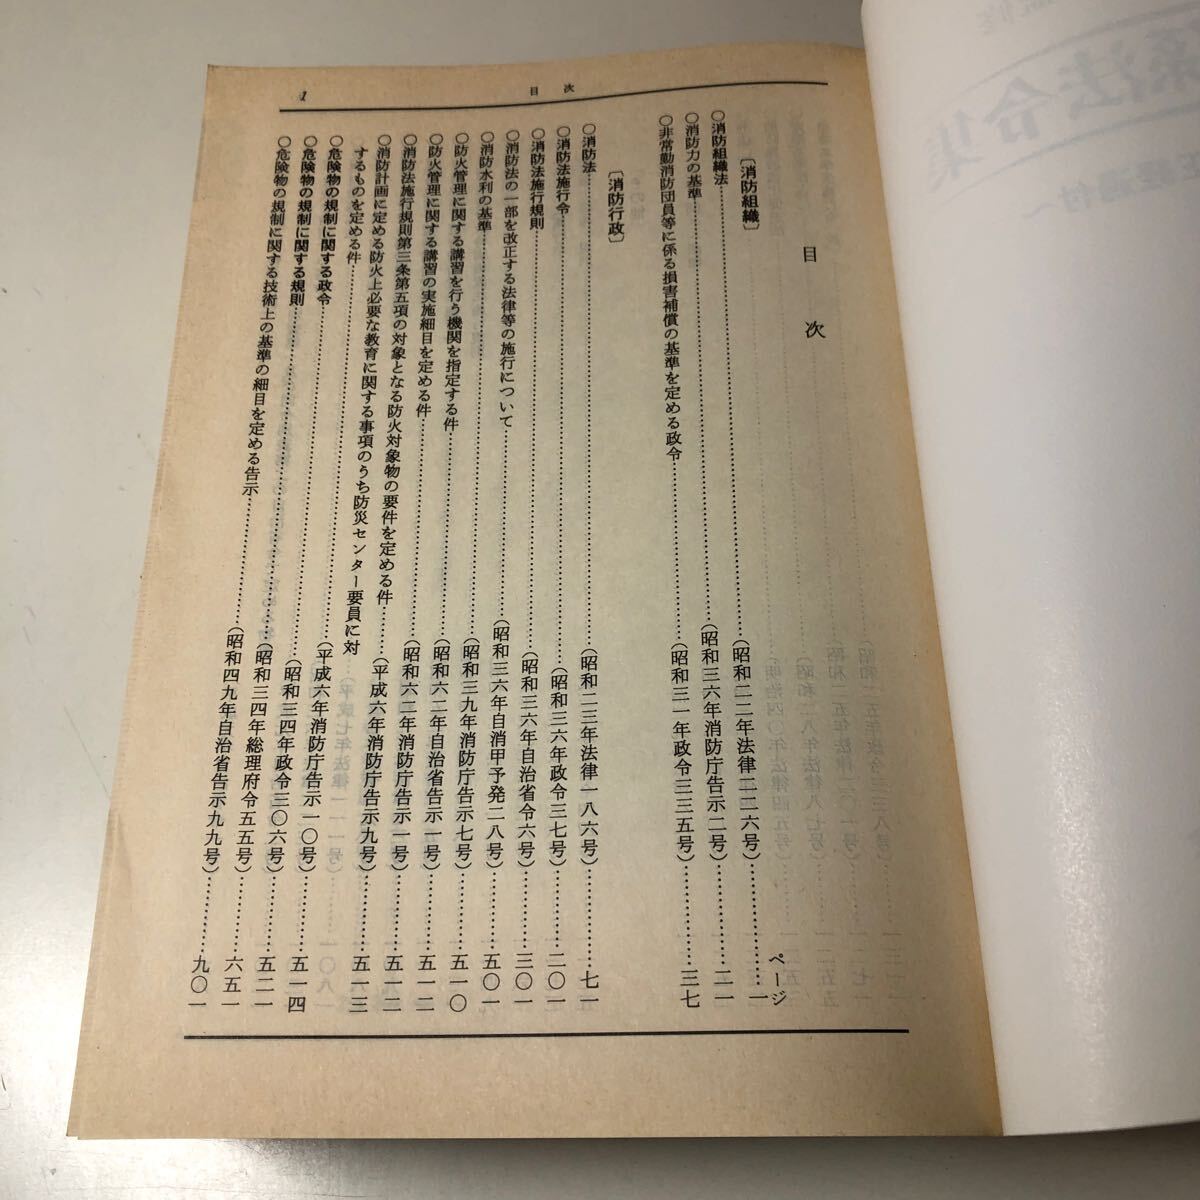 1
目次
目次
ページ
〔消防組織〕
〇消防組織法……(昭和二二年法律二二六号)……一
〇消防力の基準……(昭和三六年消防庁告示二号)……二一
〇非常勤消防団員等に係る損害補償の基準を定める政令……(昭和三一年政令三三五号)……三七
〔消防行政〕
〇消防法……(昭和二三年法律一八六号)……七一
〇消防法施行令……(昭和三六年政令三七号)……二〇一
〇消防法施行規則……(昭和三六年自治省令六号)……三〇一
〇消防法の一部を改正する法律等の施行について……(昭和三六年自消甲予発二八号)……五〇一
〇消防水利の基準……(昭和三九年消防庁告示七号)……五一〇
〇防火管理に関する講習を行う機関を指定する件……(昭和六二年自治省告示一号)……五一二
〇防火管理に関する講習の実施細目を定める件……(昭和六二年消防庁告示一号)……五一二
〇消防法施行規則第三条第五項の対象となる防火対象物の要件を定める件……(平成六年消防庁告示九号)……五一三
〇消防計画に定める防火上必要な教育に関する事項のうち防災センター要員に対
するものを定める件……(平成六年消防庁告示一〇号)……五一四
〇危険物の規制に関する政令……(昭和三四年政令三〇六号)……五二一
〇危険物の規制に関する規則……(昭和三四年総理府令五五号)……六五一
〇危険物の規制に関する技術上の基準の細目を定める告示……(昭和四九年自治省告示九九号)……九〇一